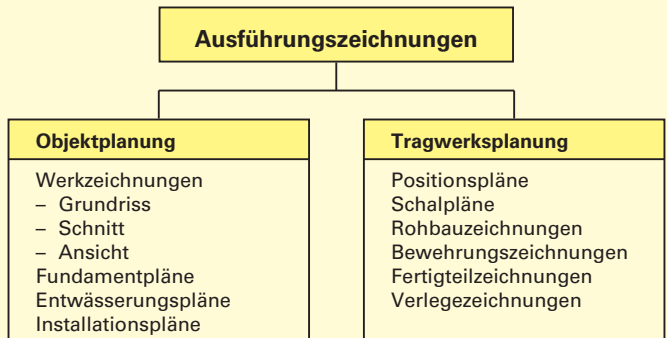 Ausführungszeichnungen
Objektplanung
Werkzeichnungen
– Grundriss
– Schnitt
– Ansicht
Fundamentpläne
Entwässerungspläne
Installationspläne
Tragwerksplanung
Positionspläne
Schalpläne
Rohbauzeichnungen
Bewehrungszeichnungen
Fertigteilzeichnungen
Verlegezeichnungen